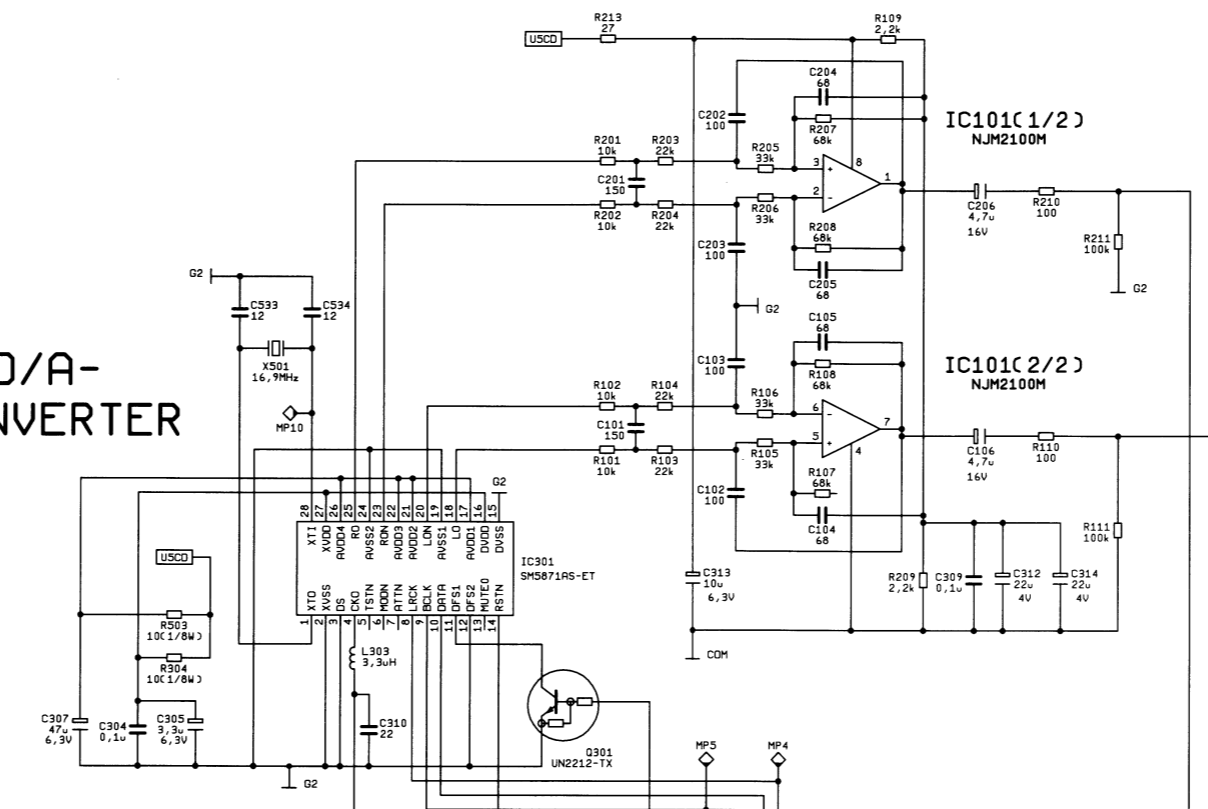 R213
27
U5CD
R109
2,2k
C204
68
C202
100
R207
68k
IC101(1/2)
NJM2100M
R201
10k
R203
22k
R205
33k
3
+
8
C201
150
2
-
1
R202
10k
R204
22k
R206
33k
C206
4,7u
16V
R210
100
R208
68k
C203
100
R211
100k
C205
68
G2
G2
C533
12
C534
12
G2
C105
68
X501
16,9MHz
C103
100
R108
68k
IC101(2/2)
NJM2100M
D/A-
NVERTER
R102
10k
R104
22k
R106
33k
MP10
6
-
C101
150
5
+
7
R101
10k
R103
22k
R105
33k
4
C106
4,7u
16V
R110
100
R107
68k
C102
100
C104
68
G2
28 27 26 25 24 23 22 21 20 19 18 17 16 15
XTI XVDD AVDD4 RO AVSS2 RON AVDD3 AVDD2 LON AVSS1 LO AVDD1 DVDD DVSS
XTO XVSS DS CKO TSTN MODN ATTN LRCK BCLK DATA DFS1 DFS2 MUTEO RSTN
1 2 3 4 5 6 7 8 9 10 11 12 13 14
IC301
SM5871AS-ET
R111
100k
U5CD
C313
10u
6,3V
R209
2,2k
C309
0,1u
C312
22u
4V
C314
22u
4V
R503
10(1/8W)
COM
L303
3,3uH
R304
10(1/8W)
C307
47u
6,3V
C304
0,1u
C305
3,3u
6,3V
C310
22
Q301
UN2212-TX
MP5
MP4
G2